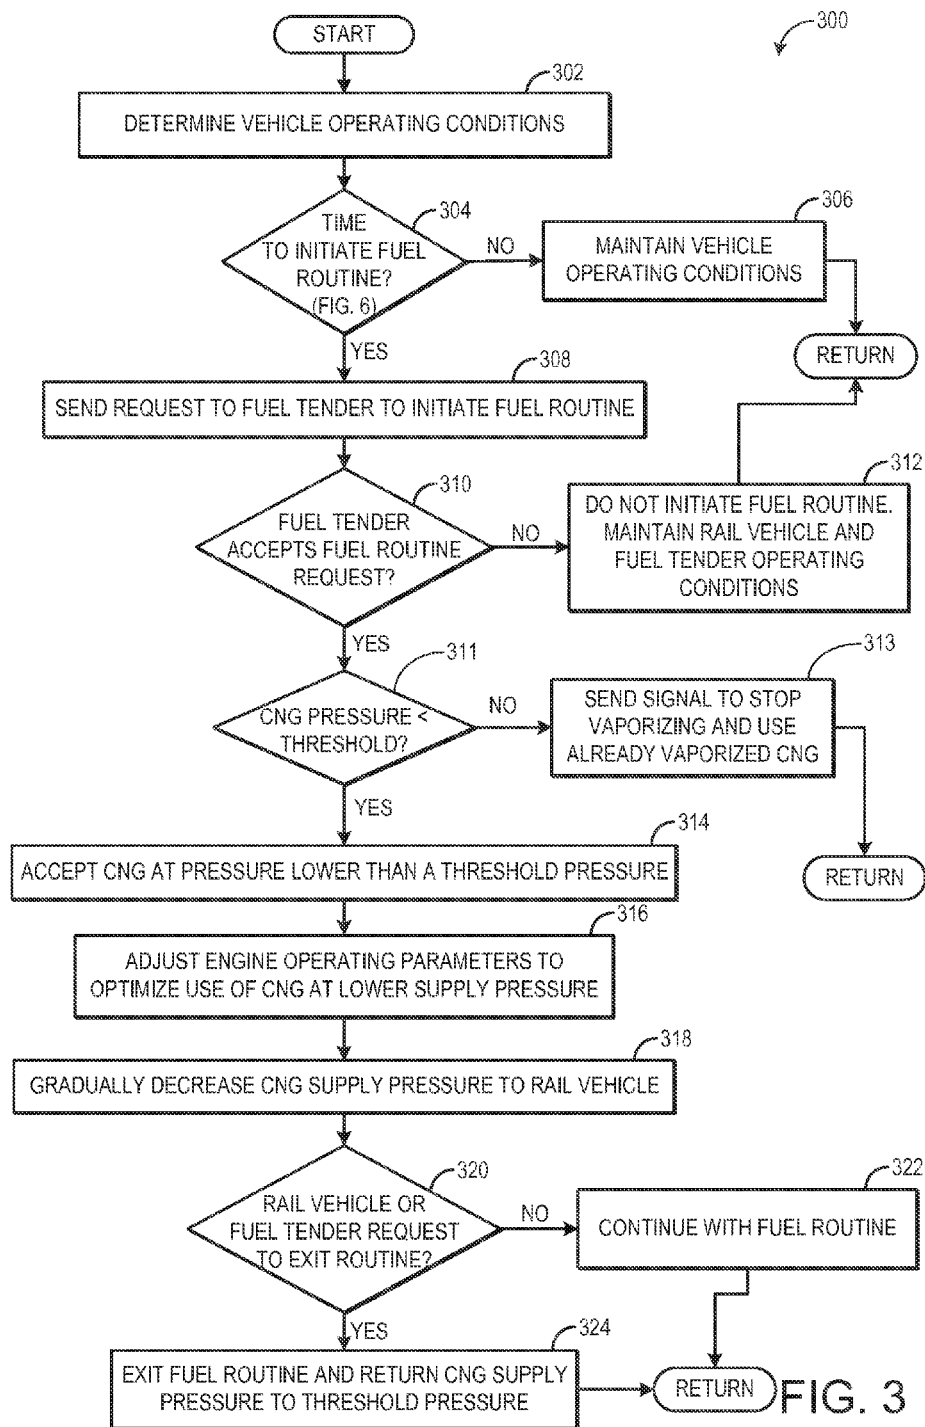 START
300
302
DETERMINE VEHICLE OPERATING CONDITIONS
304
TIME
TO INITIATE FUEL
ROUTINE?
(FIG. 6)
NO
306
MAINTAIN VEHICLE
OPERATING CONDITIONS
RETURN
YES
308
SEND REQUEST TO FUEL TENDER TO INITIATE FUEL ROUTINE
310
FUEL TENDER
ACCEPTS FUEL ROUTINE
REQUEST?
NO
312
DO NOT INITIATE FUEL ROUTINE.
MAINTAIN RAIL VEHICLE AND
FUEL TENDER OPERATING
CONDITIONS
YES
311
CNG PRESSURE <
THRESHOLD?
NO
313
SEND SIGNAL TO STOP
VAPORIZING AND USE
ALREADY VAPORIZED CNG
RETURN
YES
314
ACCEPT CNG AT PRESSURE LOWER THAN A THRESHOLD PRESSURE
316
ADJUST ENGINE OPERATING PARAMETERS TO
OPTIMIZE USE OF CNG AT LOWER SUPPLY PRESSURE
318
GRADUALLY DECREASE CNG SUPPLY PRESSURE TO RAIL VEHICLE
320
RAIL VEHICLE OR
FUEL TENDER REQUEST
TO EXIT ROUTINE?
NO
322
CONTINUE WITH FUEL ROUTINE
YES
324
EXIT FUEL ROUTINE AND RETURN CNG SUPPLY
PRESSURE TO THRESHOLD PRESSURE
RETURN
FIG. 3